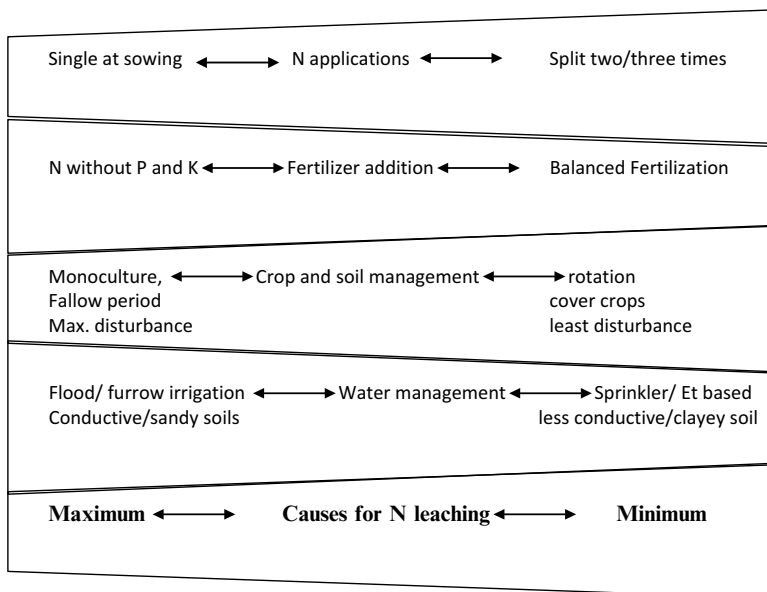 Single at sowing N applications Split two/three times
N without P and K Fertilizer addition Balanced Fertilization
Monoculture, Crop and soil management rotation
Fallow period cover crops
Max. disturbance least disturbance
Flood/ furrow irrigation Water management Sprinkler/ Et based
Conductive/sandy soils less conductive/clayey soil
Maximum Causes for N leaching Minimum